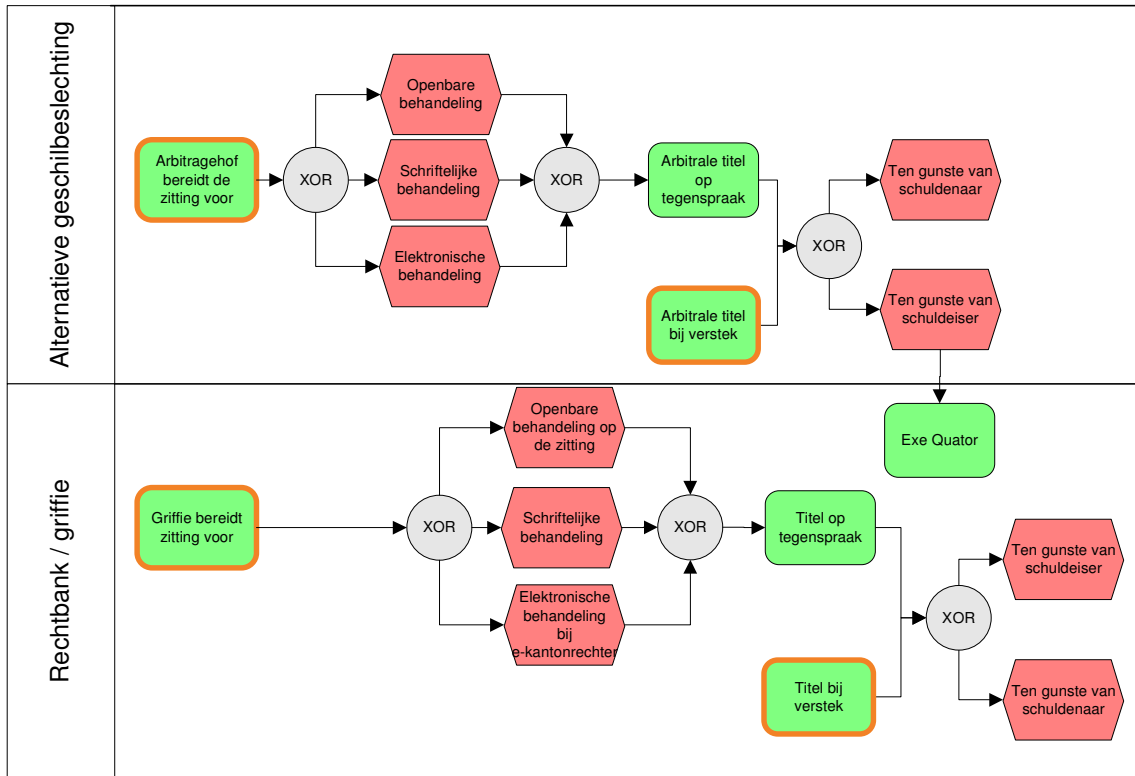 Alternatieve geschilbeslechting
Arbitragehof
bereidt de
zitting voor
XOR
Openbare
behandeling
Schriftelijke
behandeling
Elektronische
behandeling
XOR
Arbitrale titel
op
tegenspraak
Arbitrale titel
bij verstek
XOR
Ten gunste van
schuldenaar
Ten gunste van
schuldeiser
Rechtbank / griffie
Exe Quator
Griffie bereidt
zitting voor
XOR
Openbare
behandeling op
de zitting
Schriftelijke
behandeling
Elektronische
behandeling
bij
e-kantonrechter
XOR
Titel op
tegenspraak
Titel bij
verstek
XOR
Ten gunste van
schuldeiser
Ten gunste van
schuldenaar